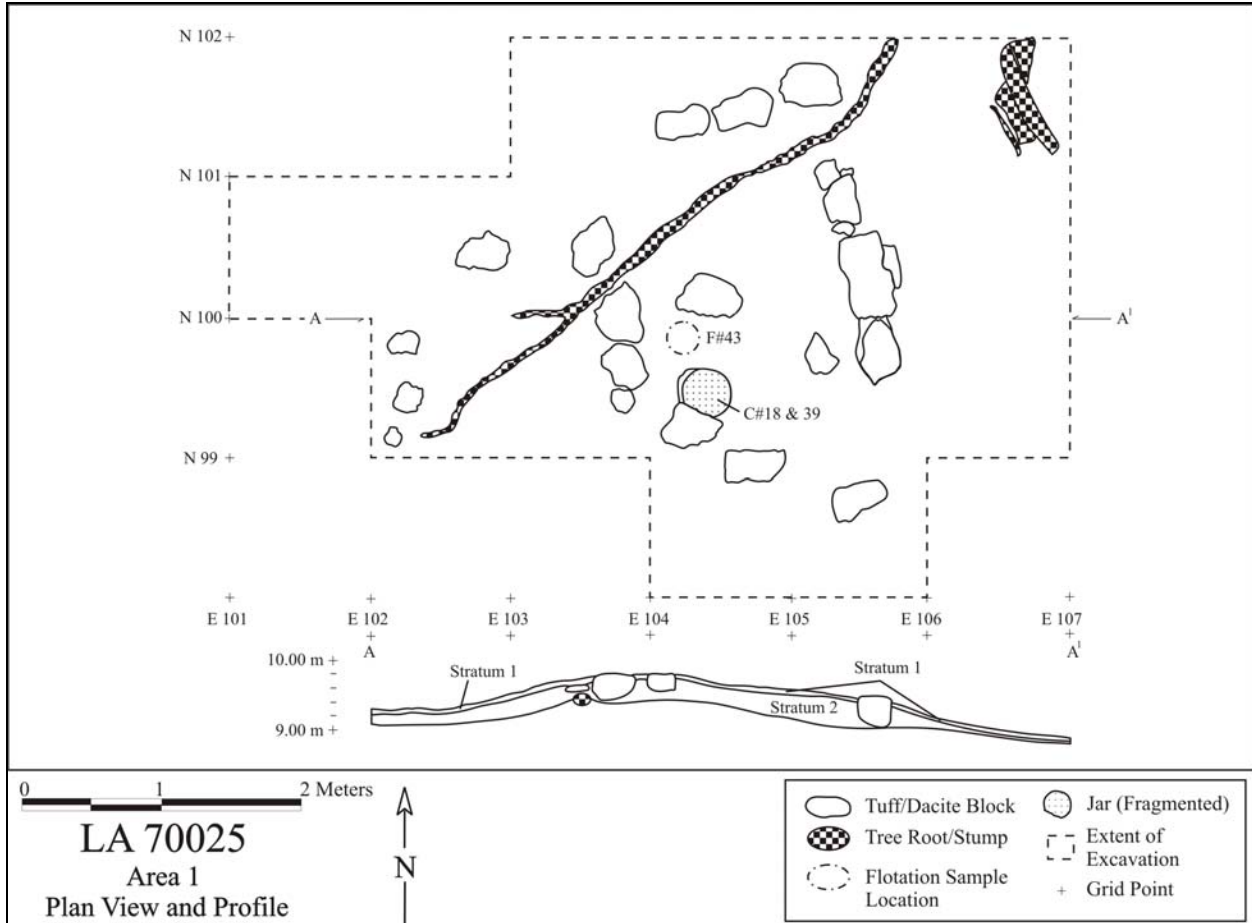 N 102
N 101
A
N 100
A'
F#43
C#18 & 39
N 99
E 101
E 102
E 103
E 104
E 105
E 106
E 107
A
A'
10.00 m
Stratum 1
Stratum 1
Stratum 2
9.00 m
0 1 2 Meters
LA 70025
Area 1
Plan View and Profile
N
Tuff/Dacite Block
Tree Root/Stump
Flotation Sample
Location
Jar (Fragmented)
Extent of
Excavation
Grid Point